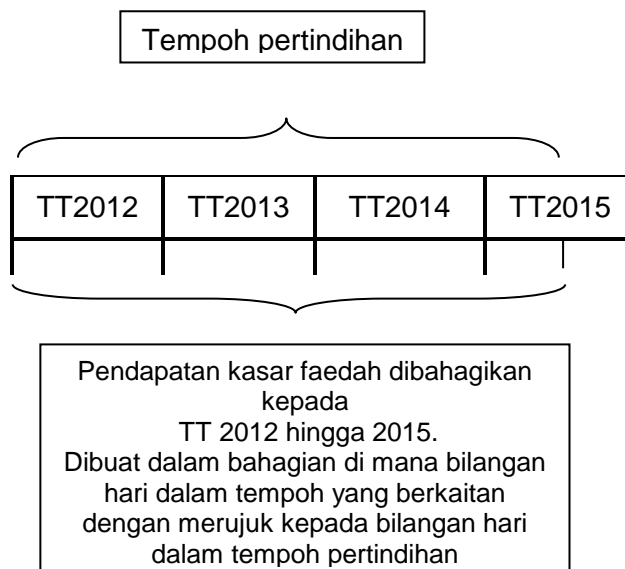 Tempoh pertindihan
TT2012 TT2013 TT2014 TT2015
Pendapatan kasar faedah dibahagikan
kepada
TT 2012 hingga 2015.
Dibuat dalam bahagian di mana bilangan
hari dalam tempoh yang berkaitan
dengan merujuk kepada bilangan hari
dalam tempoh pertindihan